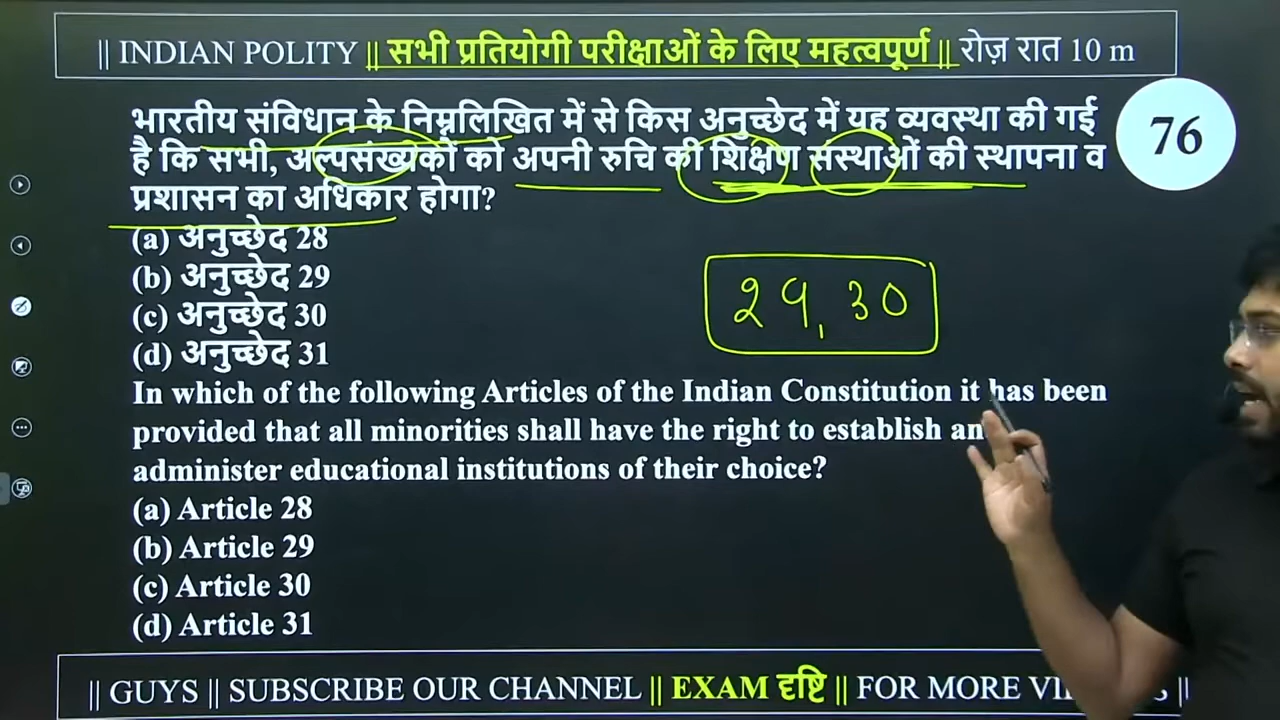 || INDIAN POLITY || सभी प्रतियोगी परीक्षाओं के लिए महत्वपूर्ण || रोज़ रात 10 m
भारतीय संविधान के निम्नलिखित में से किस अनुच्छेद में यह व्यवस्था की गई
है कि सभी, अल्पसंख्यकों को अपनी रुचि की शिक्षण संस्थाओं की स्थापना व
प्रशासन का अधिकार होगा?
76
(a) अनुच्छेद 28
(b) अनुच्छेद 29
(c) अनुच्छेद 30
(d) अनुच्छेद 31
29, 30
In which of the following Articles of the Indian Constitution it has been
provided that all minorities shall have the right to establish an
administer educational institutions of their choice?
(a) Article 28
(b) Article 29
(c) Article 30
(d) Article 31
|| GUYS || SUBSCRIBE OUR CHANNEL || EXAM दृष्टि || FOR MORE